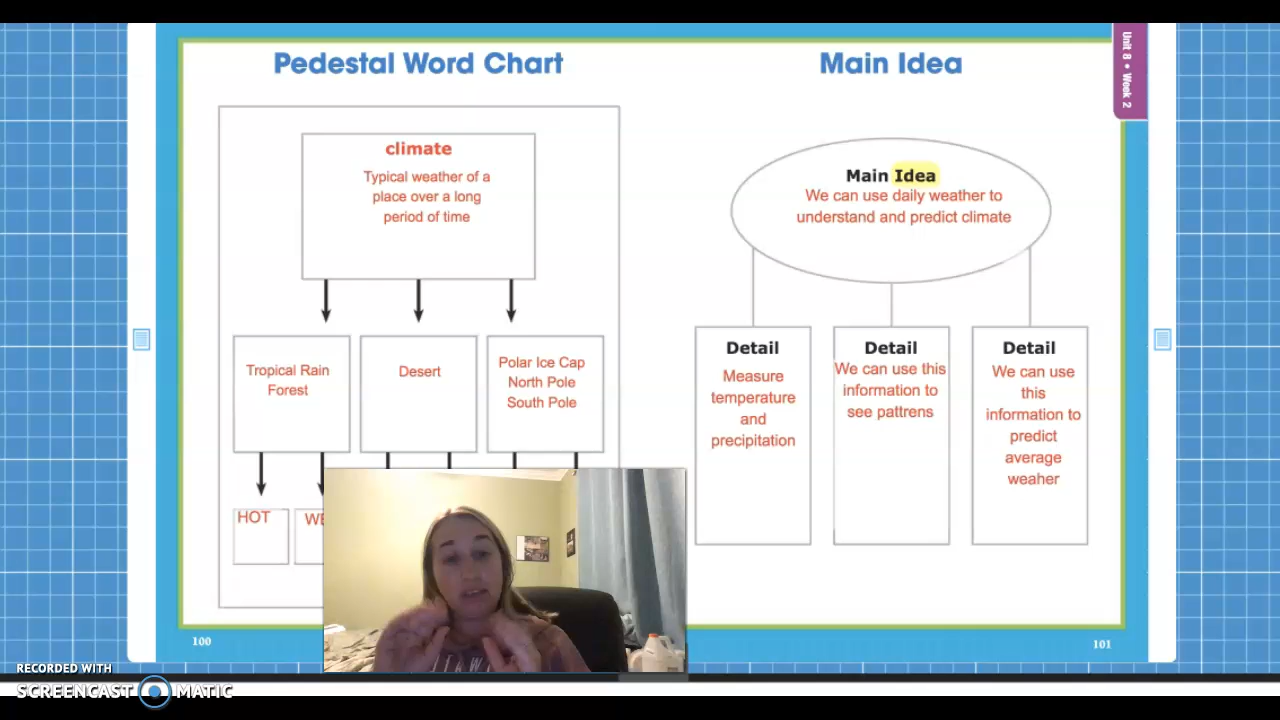 Pedestal Word Chart
climate
Typical weather of a
place over a long
period of time
Tropical Rain
Forest
Desert
Polar Ice Cap
North Pole
South Pole
HOT
WE
100
Main Idea
Unit 8 • Week 2
Main Idea
We can use daily weather to
understand and predict climate
Detail
Measure
temperature
and
precipitation
Detail
We can use this
information to
see pattrens
Detail
We can use
this
information to
predict
average
weaher
101
RECORDED WITH
SCREENCAST MATIC